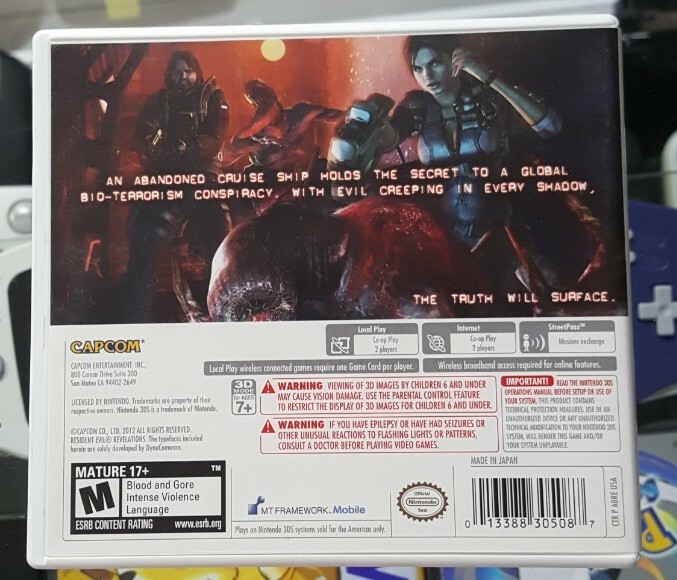 AN ABANDONED CRUISE SHIP HOLDS THE SECRET TO A GLOBAL
BIO-TERRORISM CONSPIRACY. WITH EVIL CREEPING IN EVERY SHADOW,
THE TRUTH WILL SURFACE.
CAPCOM
CAPCOM ENTERTAINMENT, INC.,
800 Concar Drive Suite 300
San Mateo CA 94402-2649
Local Play
Co-op Play
2 players
Internet
Co-op Play
2 players
StreetPass™
Missions exchange
Local Play wireless connected games require one Game Card per player.
Wireless broadband access required for online features.
LICENSED BY NINTENDO. Trademarks are property of their
respective owners. Nintendo 3DS is a trademark of Nintendo.
©CAPCOM CO., LTD. 2012 ALL RIGHTS RESERVED.
RESIDENT EVIL® REVELATIONS. The typefaces included
herein are solely developed by DynaComware.
3D
MODE
FOR AGES
7+
WARNING VIEWING OF 3D IMAGES BY CHILDREN 6 AND UNDER
MAY CAUSE VISION DAMAGE. USE THE PARENTAL CONTROL FEATURE
TO RESTRICT THE DISPLAY OF 3D IMAGES FOR CHILDREN 6 AND UNDER.
WARNING IF YOU HAVE EPILEPSY OR HAVE HAD SEIZURES OR
OTHER UNUSUAL REACTIONS TO FLASHING LIGHTS OR PATTERNS,
CONSULT A DOCTOR BEFORE PLAYING VIDEO GAMES.
IMPORTANT! READ THE NINTENDO 3DS
OPERATIONS MANUAL BEFORE SETUP OR USE OF
YOUR SYSTEM. THIS PRODUCT CONTAINS
TECHNICAL PROTECTION MEASURES. USE OF AN
UNAUTHORIZED DEVICE OR ANY UNAUTHORIZED
TECHNICAL MODIFICATION TO YOUR NINTENDO 3DS
SYSTEM, WILL RENDER THIS GAME AND/OR
YOUR SYSTEM UNPLAYABLE.
MADE IN JAPAN
MATURE 17+ ™
M
Blood and Gore
Intense Violence
Language
ESRB CONTENT RATING www.esrb.org
MT FRAMEWORK Mobile
Plays on Nintendo 3DS systems sold for the Americas only.
Official
Nintendo
Seal
0 13388 30508 7
CTR P ABRE USA